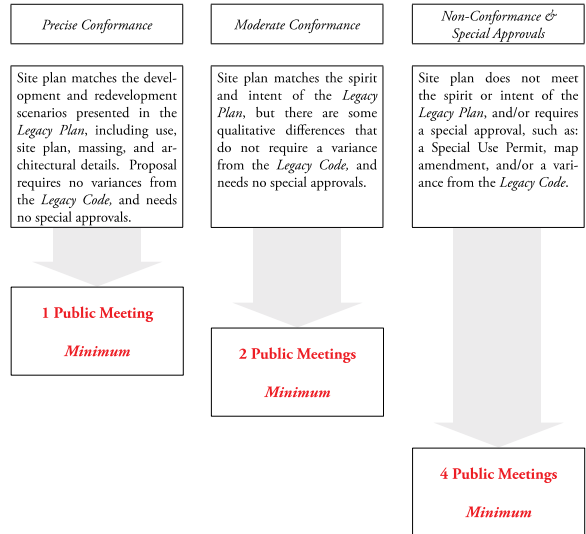 Precise Conformance
Moderate Conformance
Non-Conformance &
Special Approvals
Site plan matches the devel-
opment and redevelopment
scenarios presented in the
Legacy Plan, including use,
site plan, massing, and ar-
chitectural details. Proposal
requires no variances from
the Legacy Code, and needs
no special approvals.
Site plan matches the spirit
and intent of the Legacy
Plan, but there are some
qualitative differences that
do not require a variance
from the Legacy Code, and
needs no special approvals.
Site plan does not meet
the spirit or intent of the
Legacy Plan, and/or requires
a special approval, such as:
a Special Use Permit, map
amendment, and/or a vari-
ance from the Legacy Code.
1 Public Meeting
Minimum
2 Public Meetings
Minimum
4 Public Meetings
Minimum